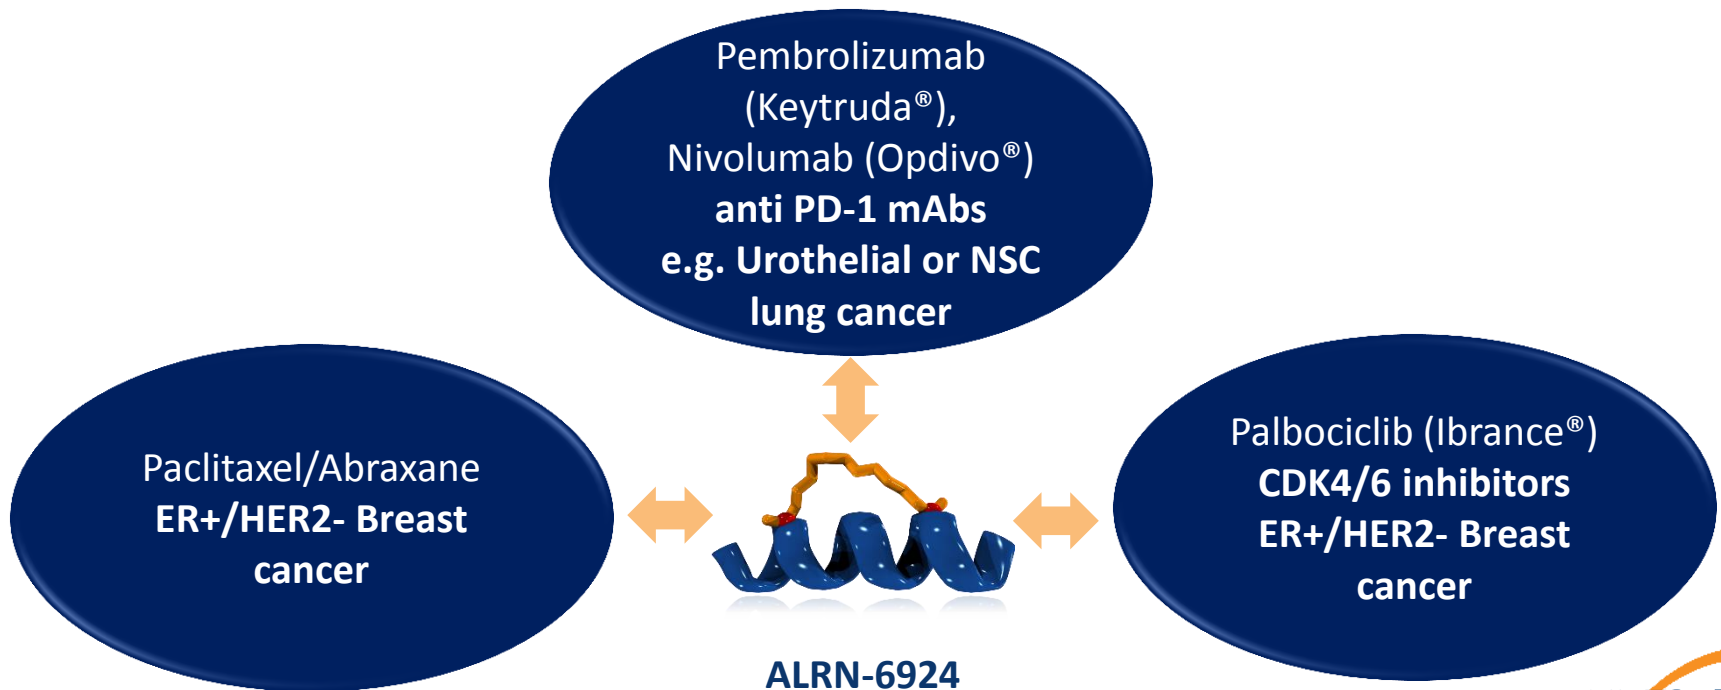 Pembrolizumab
(Keytruda®),
Nivolumab (Opdivo®)
anti PD-1 mAbs
e.g. Urothelial or NSC
lung cancer
Paclitaxel/Abraxane
ER+/HER2- Breast
cancer
Palbociclib (Ibrance®)
CDK4/6 inhibitors
ER+/HER2- Breast
cancer
ALRN-6924